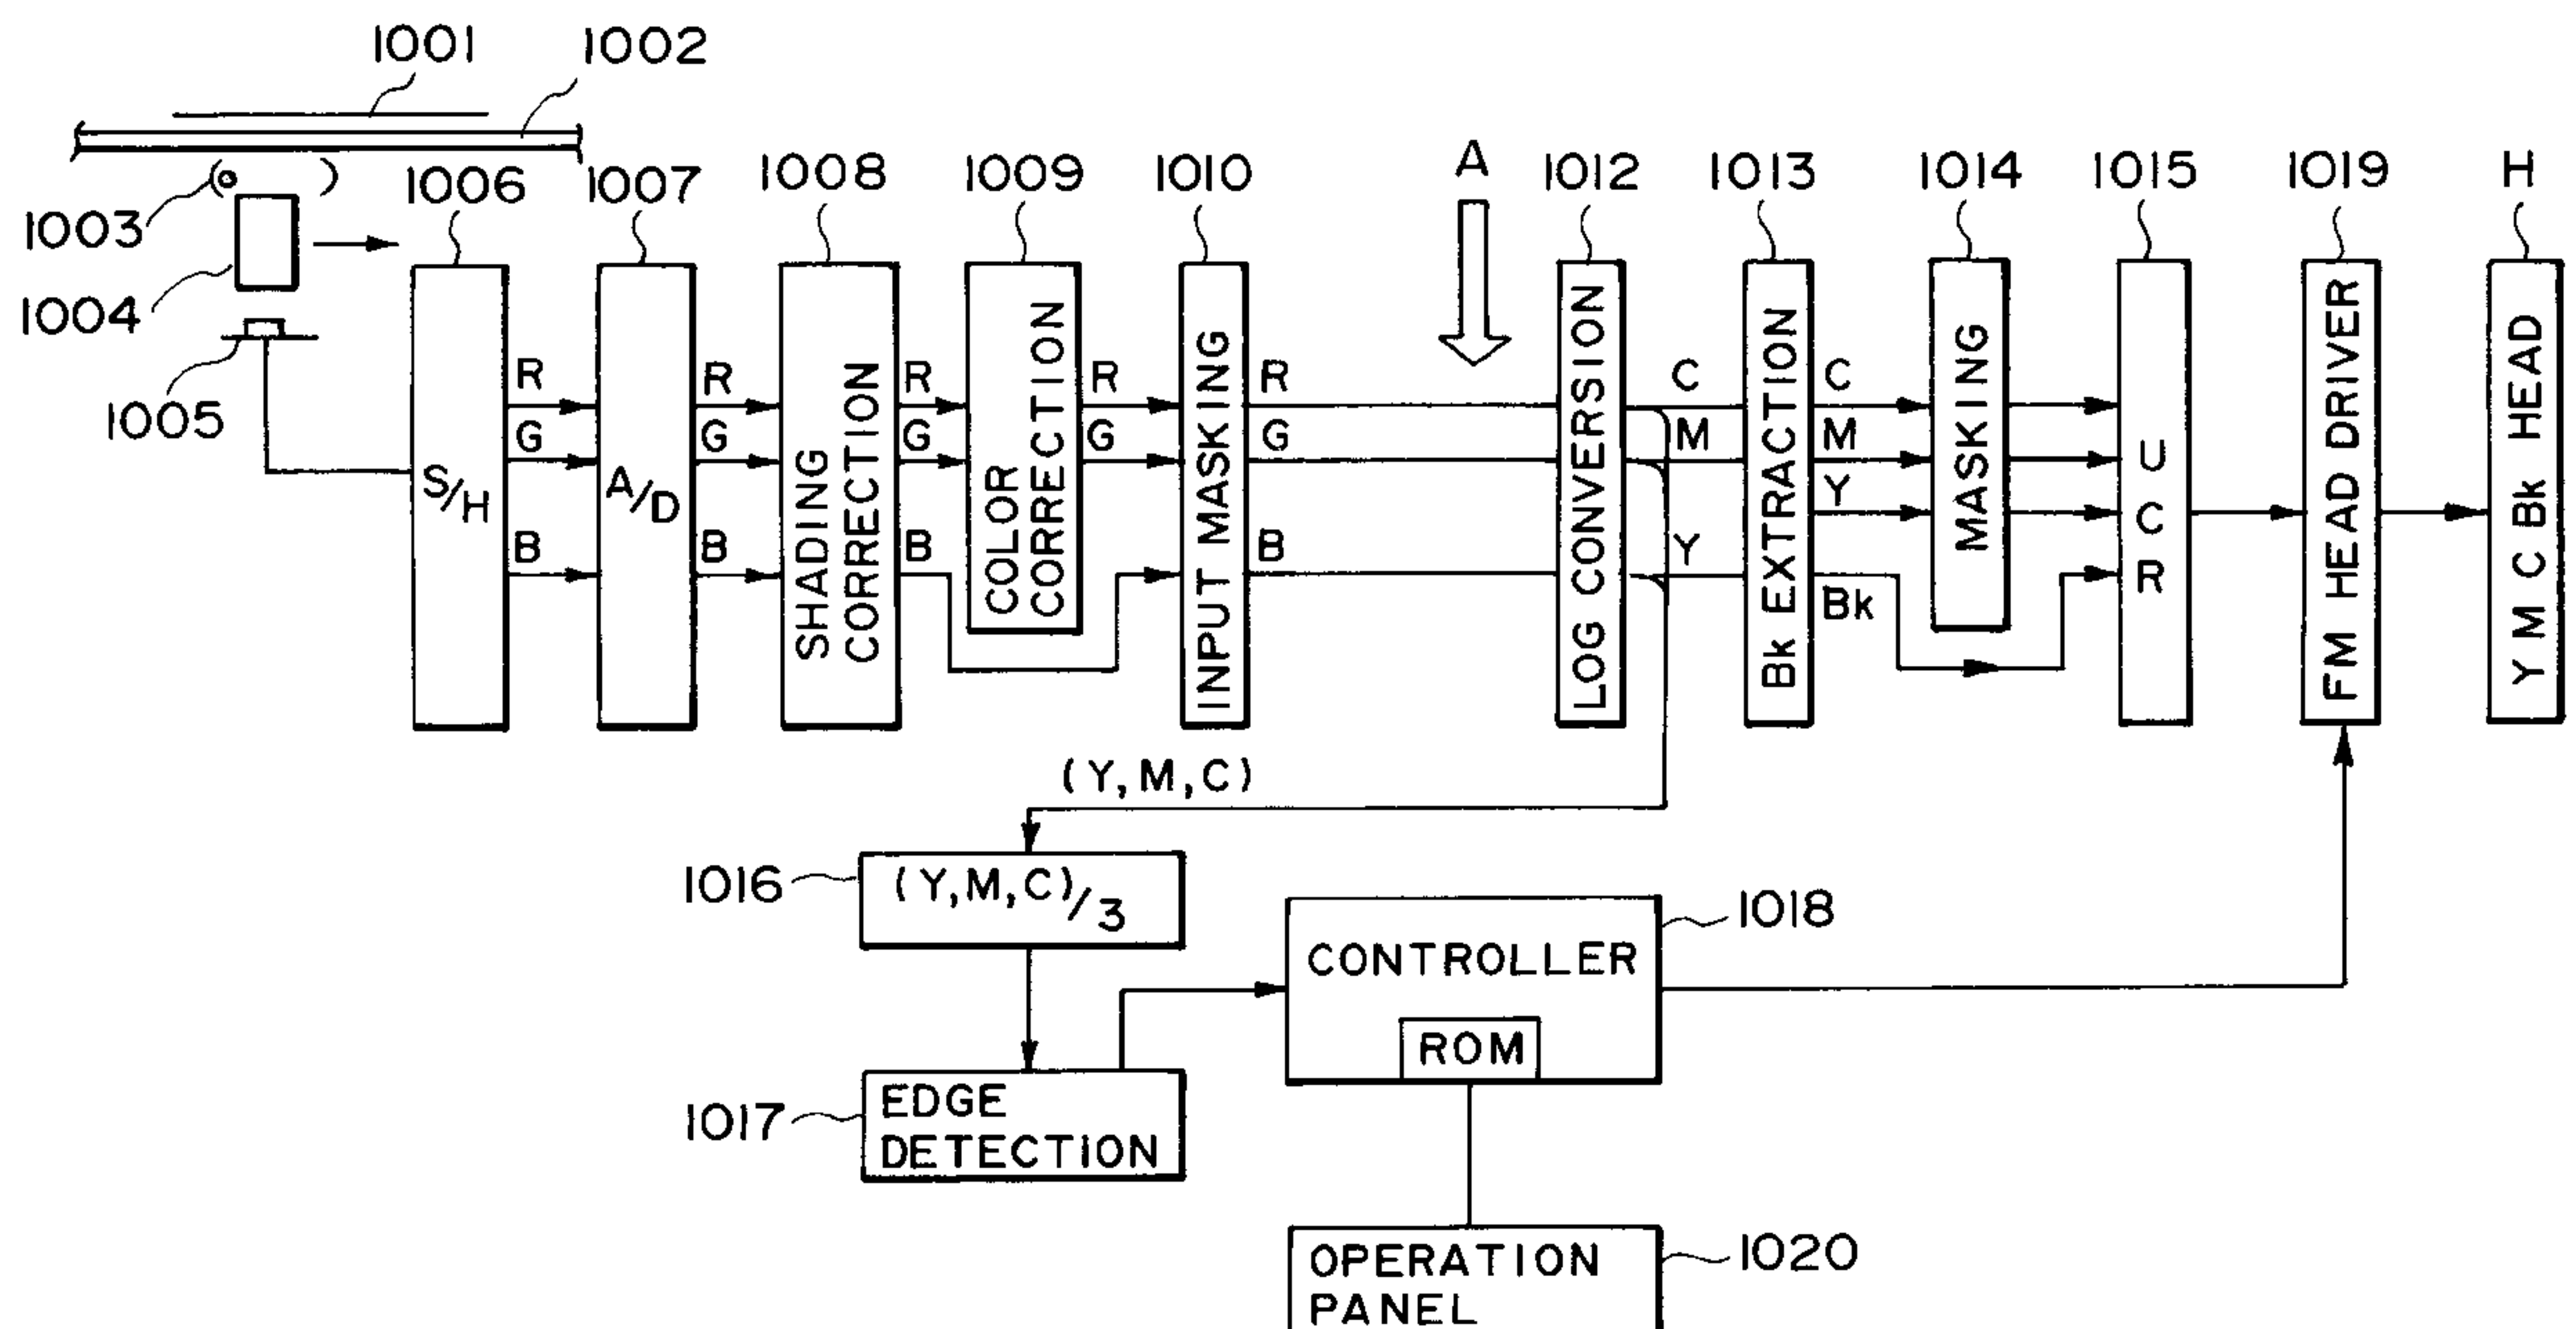 1001
1002
1003
1004
1005
1006
1007
1008
1009
1010
A
1012
1013
1014
1015
1019
H
S/H
R
G
B
A/D
R
G
B
SHADING
CORRECTION
R
G
B
COLOR
CORRECTION
R
G
INPUT MASKING
R
G
B
LOG CONVERSION
C
M
Y
Bk EXTRACTION
C
M
Y
Bk
MASKING
U
C
R
FM HEAD DRIVER
Y M C Bk HEAD
(Y,M,C)
1016
(Y,M,C)/3
1017
EDGE
DETECTION
1018
CONTROLLER
ROM
1020
OPERATION
PANEL